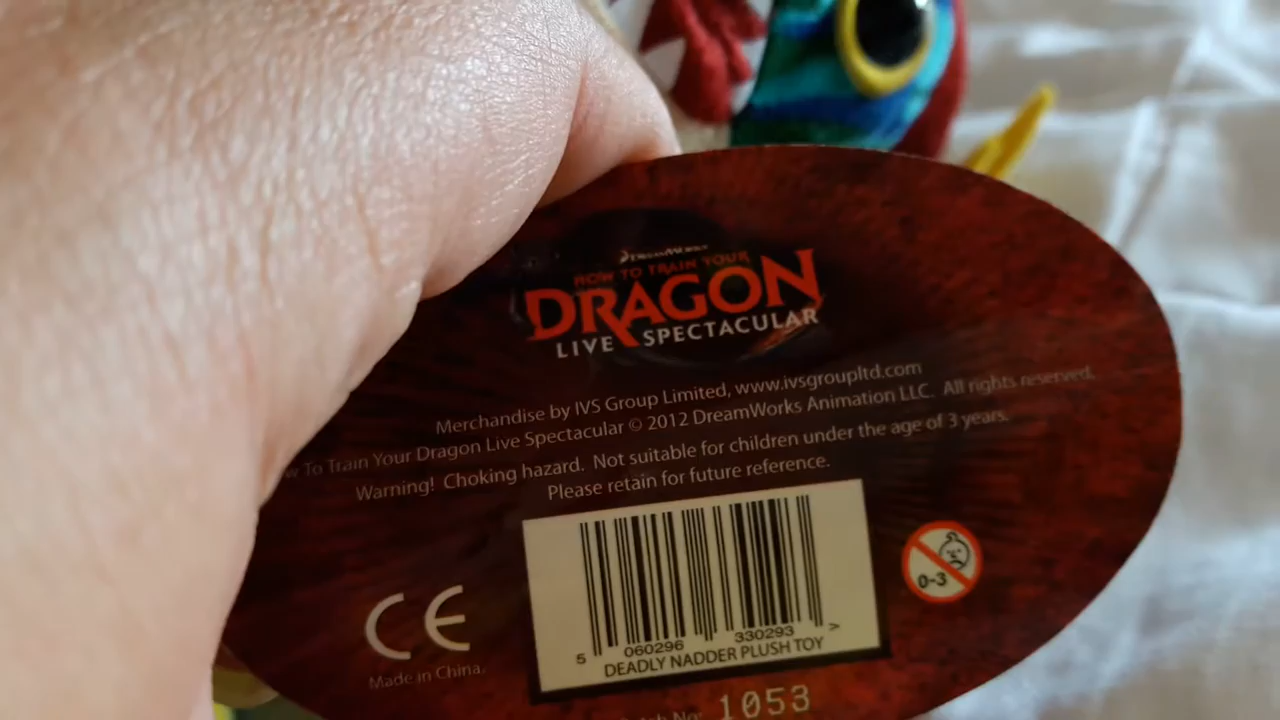 DREAMWORKS
HOW TO TRAIN YOUR
DRAGON
LIVE SPECTACULAR
Merchandise by IVS Group Limited, www.ivsgroupltd.com
To Train Your Dragon Live Spectacular © 2012 DreamWorks Animation LLC. All rights reserved.
Warning! Choking hazard. Not suitable for children under the age of 3 years.
Please retain for future reference.
CE
Made in China.
0-3
5 060296 330293 >
DEADLY NADDER PLUSH TOY
No: 1053